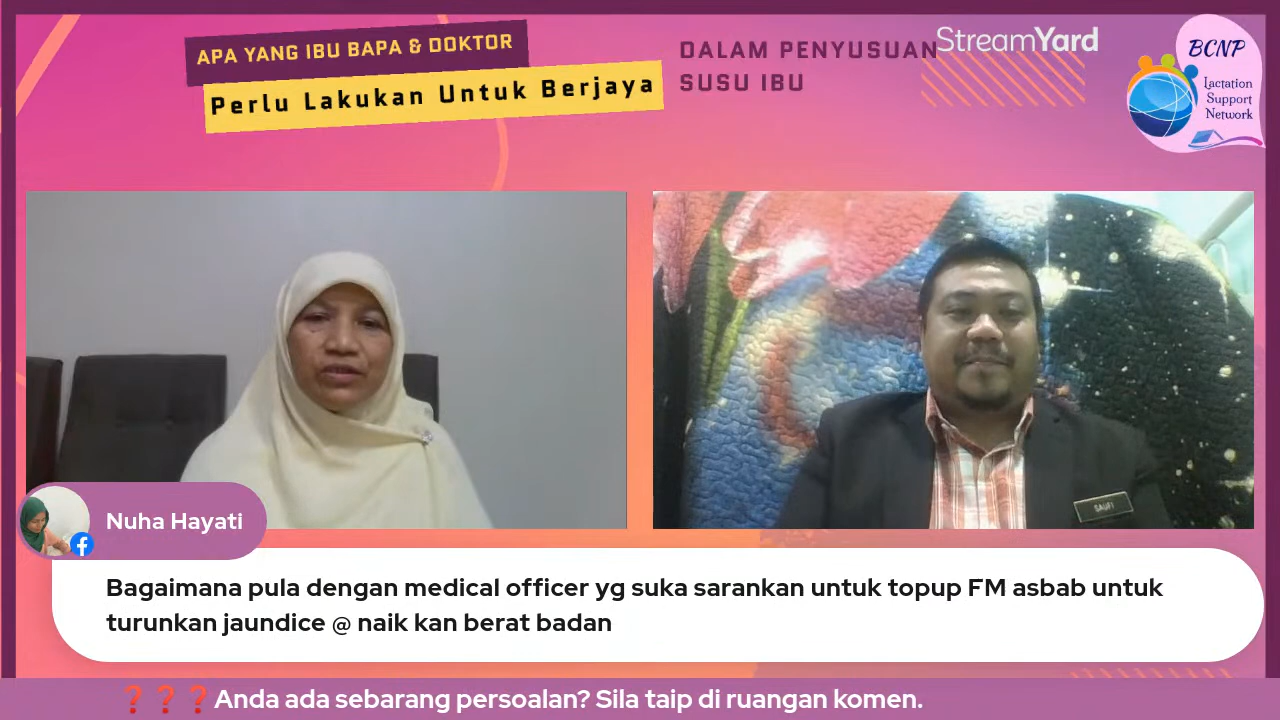 APA YANG IBU BAPA & DOKTOR
Perlu Lakukan Untuk Berjaya
DALAM PENYUSUAN
SUSU IBU
StreamYard
BCNP
Lactation
Support
Network
SAUFI
Nuha Hayati
Bagaimana pula dengan medical officer yg suka sarankan untuk topup FM asbab untuk
turunkan jaundice @ naik kan berat badan
❓❓❓Anda ada sebarang persoalan? Sila taip di ruangan komen.